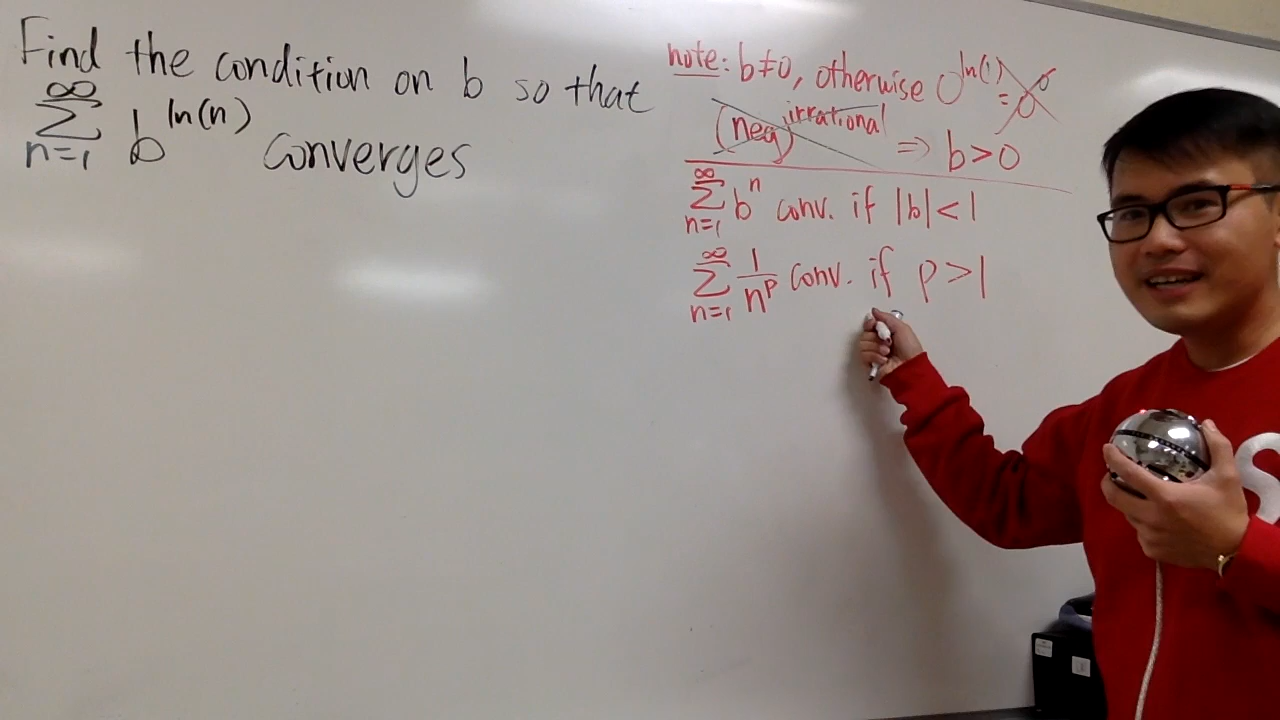 Find the condition on b so that
∞
Σ b^ln(n) converges
n=1
note: b≠0, otherwise 0^ln(1) = 0^0
(neg)^irrational ⇒ b>0
∞
Σ b^n conv. if |b|<1
n=1
∞
Σ 1/n^p conv. if p>1
n=1
S